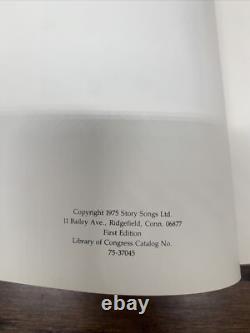 Copyright 1975 Story Songs Ltd.
11 Bailey Ave., Ridgefield, Conn. 06877
First Edition
Library of Congress Catalog No.
75-37045